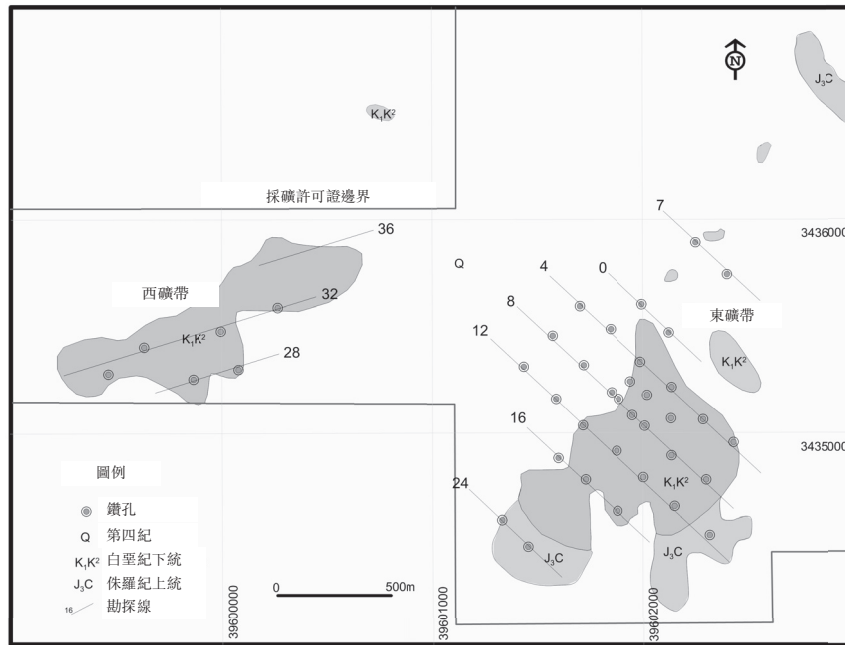 N
J₃C
K₁K²
採礦許可證邊界
7
36
3436000
Q
4
0
西礦帶
32
8
東礦帶
12
K₁K²
K₁K²
28
16
3435000
圖例
24
K₁K²
鑽孔
Q 第四紀
J₃C
J₃C
K₁K² 白堊紀下統
J₃C 侏羅紀上統
16 勘探線
0 500m
39600000
39601000
39602000